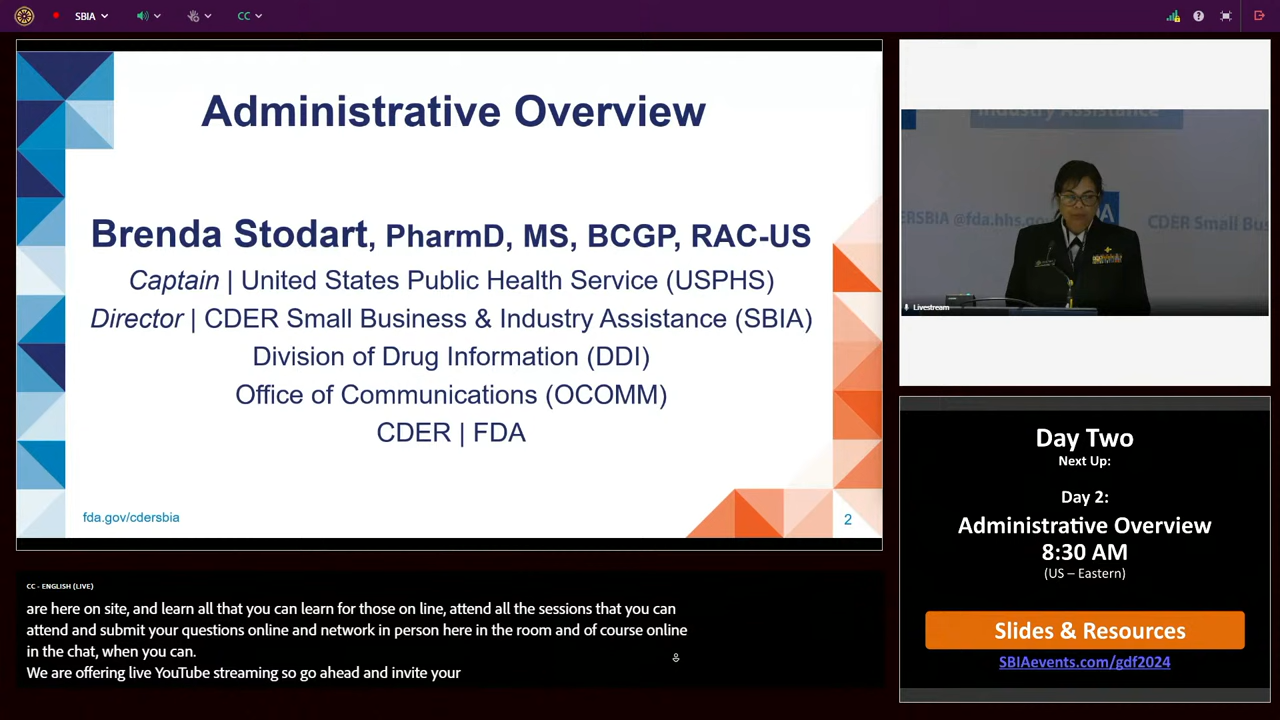 SBIA
CC
Administrative Overview
Brenda Stodart, PharmD, MS, BCGP, RAC-US
Captain | United States Public Health Service (USPHS)
Director | CDER Small Business & Industry Assistance (SBIA)
Division of Drug Information (DDI)
Office of Communications (OCOMM)
CDER | FDA
fda.gov/cdersbia
2
Industry Assistance
ERSBIA @fda.hhs.gov
CDER Small Bus
Livestream
Day Two
Next Up:
Day 2:
Administrative Overview
8:30 AM
(US – Eastern)
Slides & Resources
SBIAevents.com/gdf2024
CC - ENGLISH (LIVE)
are here on site, and learn all that you can learn for those on line, attend all the sessions that you can
attend and submit your questions online and network in person here in the room and of course online
in the chat, when you can.
We are offering live YouTube streaming so go ahead and invite your